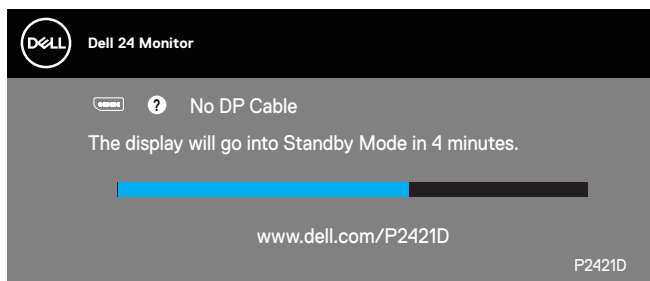 DELL
Dell 24 Monitor
? No DP Cable
The display will go into Standby Mode in 4 minutes.
www.dell.com/P2421D
P2421D